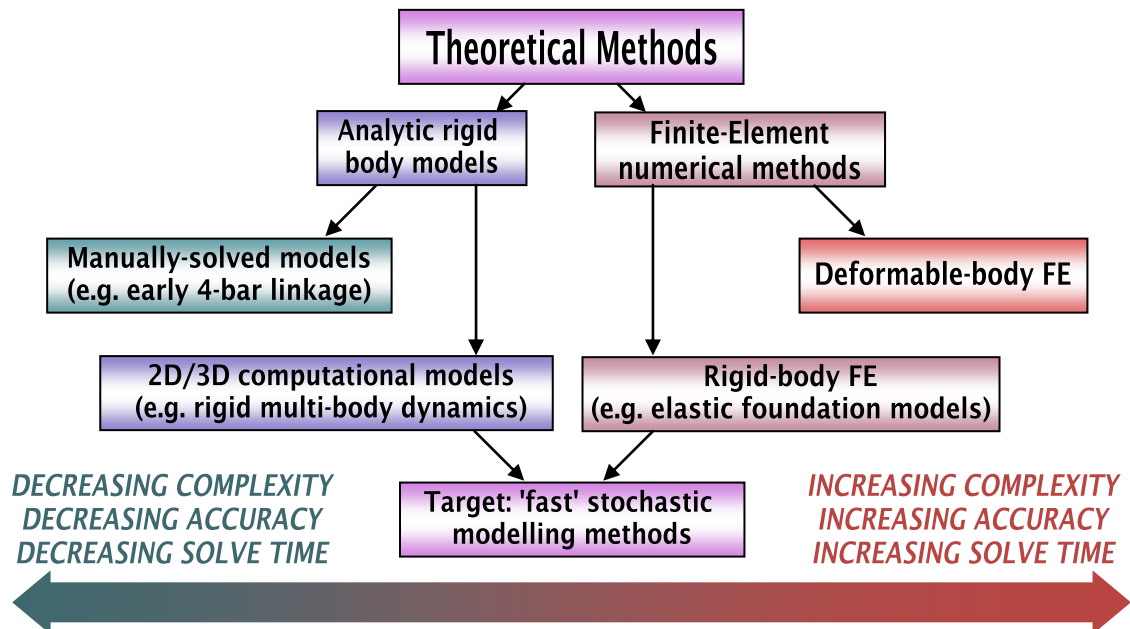 Theoretical Methods
Analytic rigid
body models
Finite-Element
numerical methods
Manually-solved models
(e.g. early 4-bar linkage)
Deformable-body FE
2D/3D computational models
(e.g. rigid multi-body dynamics)
Rigid-body FE
(e.g. elastic foundation models)
DECREASING COMPLEXITY
DECREASING ACCURACY
DECREASING SOLVE TIME
Target: 'fast' stochastic
modelling methods
INCREASING COMPLEXITY
INCREASING ACCURACY
INCREASING SOLVE TIME